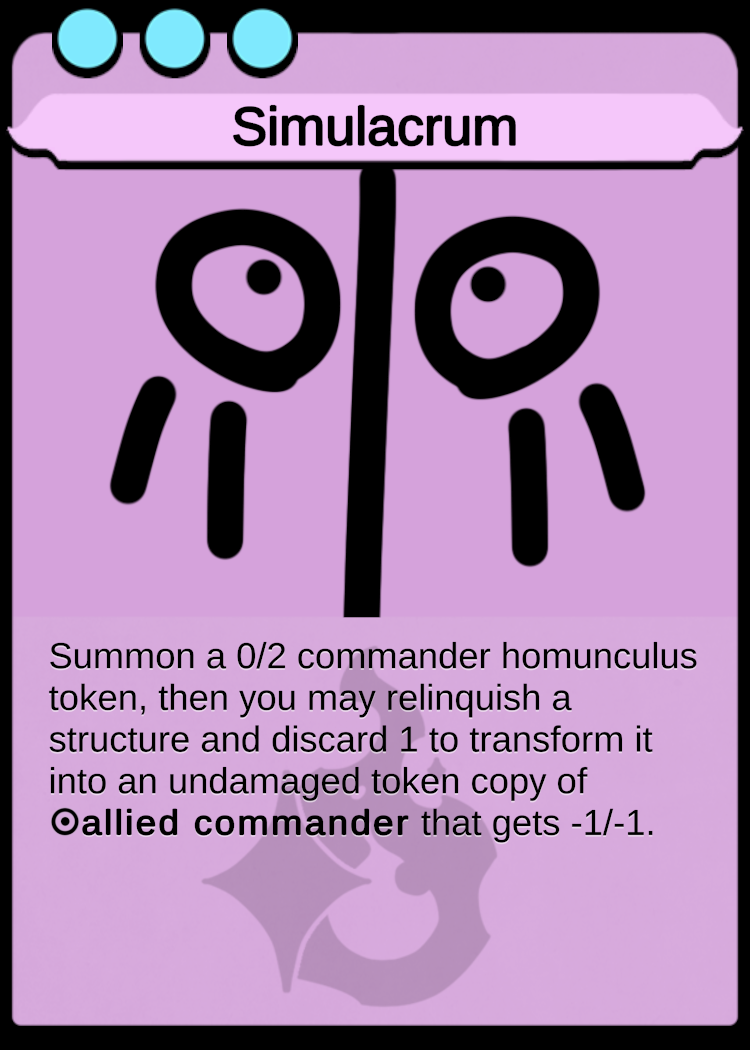 Simulacrum
Summon a 0/2 commander homunculus
token, then you may relinquish a
structure and discard 1 to transform it
into an undamaged token copy of
☉allied commander that gets -1/-1.